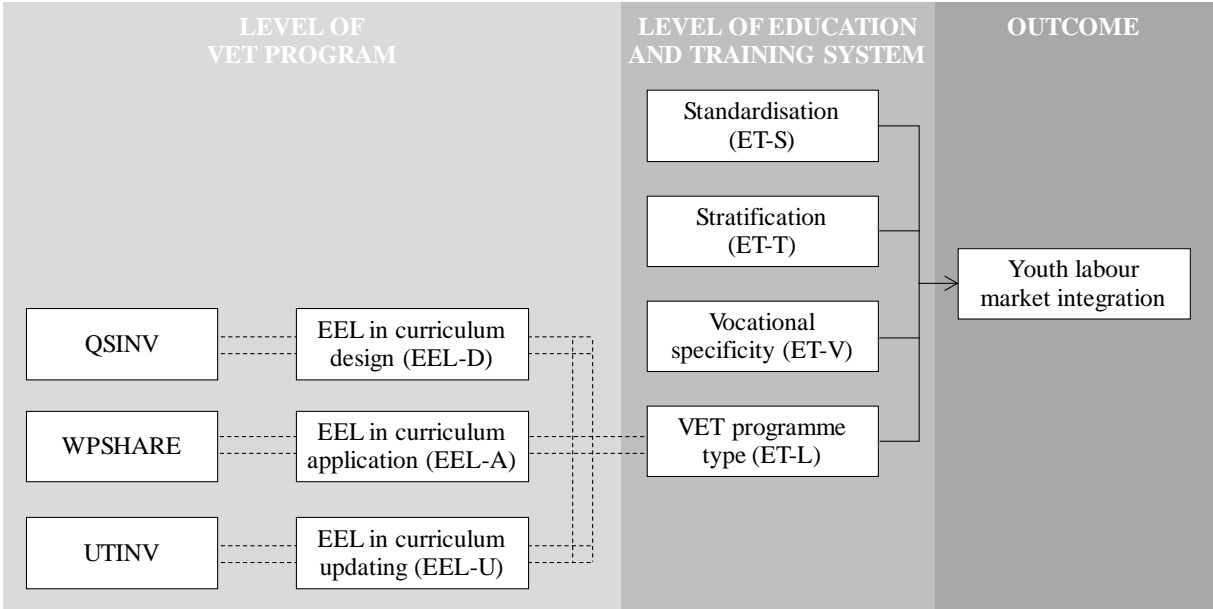 LEVEL OF
VET PROGRAM
LEVEL OF EDUCATION
AND TRAINING SYSTEM
OUTCOME
Standardisation
(ET-S)
Stratification
(ET-T)
Youth labour
market integration
QSINV
EEL in curriculum
design (EEL-D)
Vocational
specificity (ET-V)
WPSHARE
EEL in curriculum
application (EEL-A)
VET programme
type (ET-L)
UTINV
EEL in curriculum
updating (EEL-U)